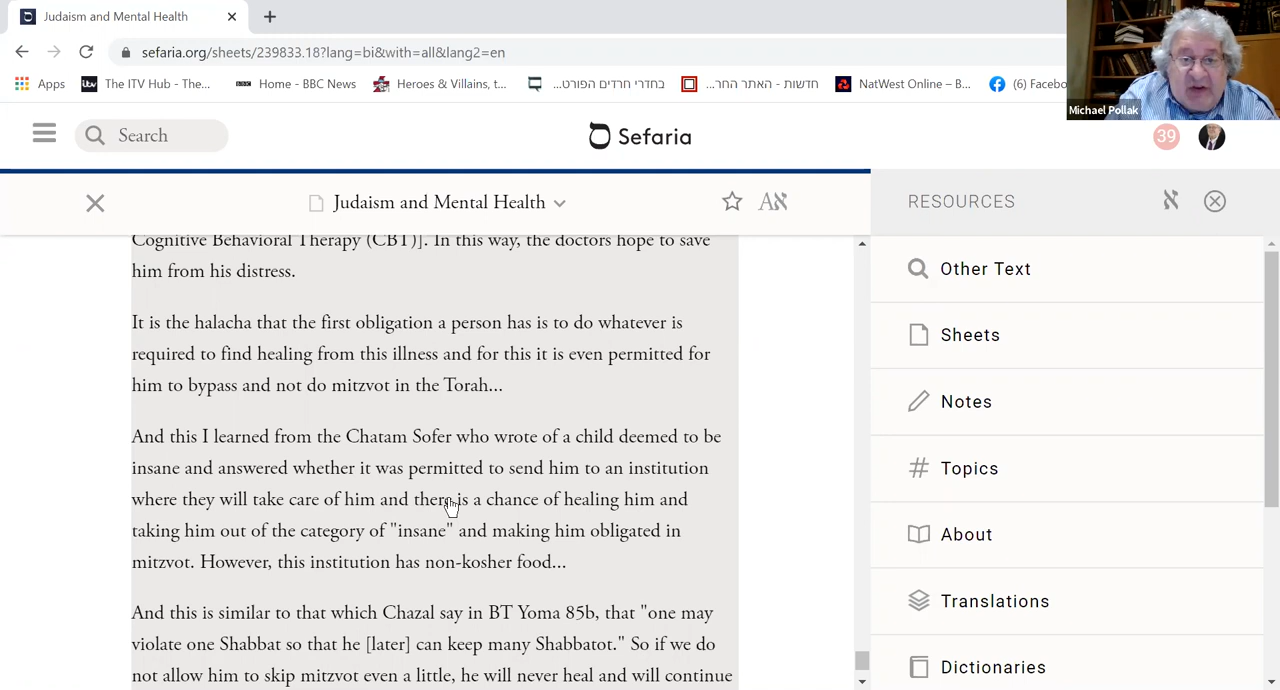 Judaism and Mental Health
sefaria.org/sheets/239833.18?lang=bi&with=all&lang2=en
Apps
The ITV Hub - The...
BBC
Home - BBC News
Heroes & Villains, t...
בחדרי חרדים הפורט...
חדשות - האתר החר...
NatWest Online – B...
(6) Facebo
Michael Pollak
Search
Sefaria
39
Judaism and Mental Health
Aא
RESOURCES
א
Cognitive Behavioral Therapy (CBT)]. In this way, the doctors hope to save
him from his distress.
It is the halacha that the first obligation a person has is to do whatever is
required to find healing from this illness and for this it is even permitted for
him to bypass and not do mitzvot in the Torah...
And this I learned from the Chatam Sofer who wrote of a child deemed to be
insane and answered whether it was permitted to send him to an institution
where they will take care of him and there is a chance of healing him and
taking him out of the category of "insane" and making him obligated in
mitzvot. However, this institution has non-kosher food...
And this is similar to that which Chazal say in BT Yoma 85b, that "one may
violate one Shabbat so that he [later] can keep many Shabbatot." So if we do
not allow him to skip mitzvot even a little, he will never heal and will continue
Other Text
Sheets
Notes
Topics
About
Translations
Dictionaries